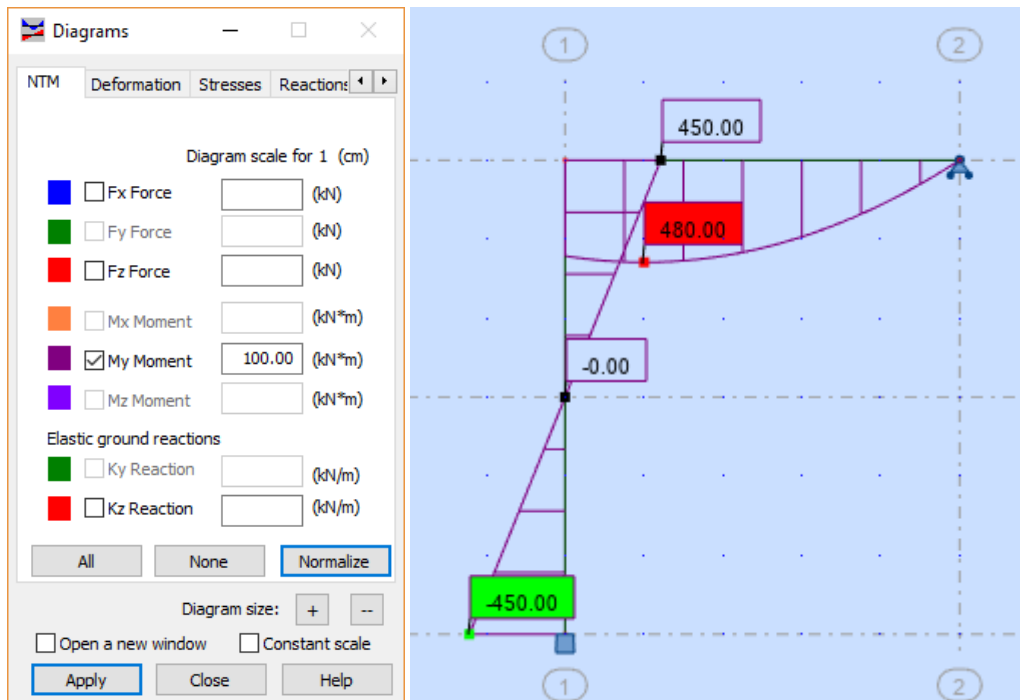 Diagrams
NTM Deformation Stresses Reactions
Diagram scale for 1 (cm)
Fx Force (kN)
Fy Force (kN)
Fz Force (kN)
Mx Moment (kN*m)
My Moment 100.00 (kN*m)
Mz Moment (kN*m)
Elastic ground reactions
Ky Reaction (kN/m)
Kz Reaction (kN/m)
All None Normalize
Diagram size: + --
Open a new window Constant scale
Apply Close Help
1 2
450.00
480.00
-0.00
-450.00
1 2